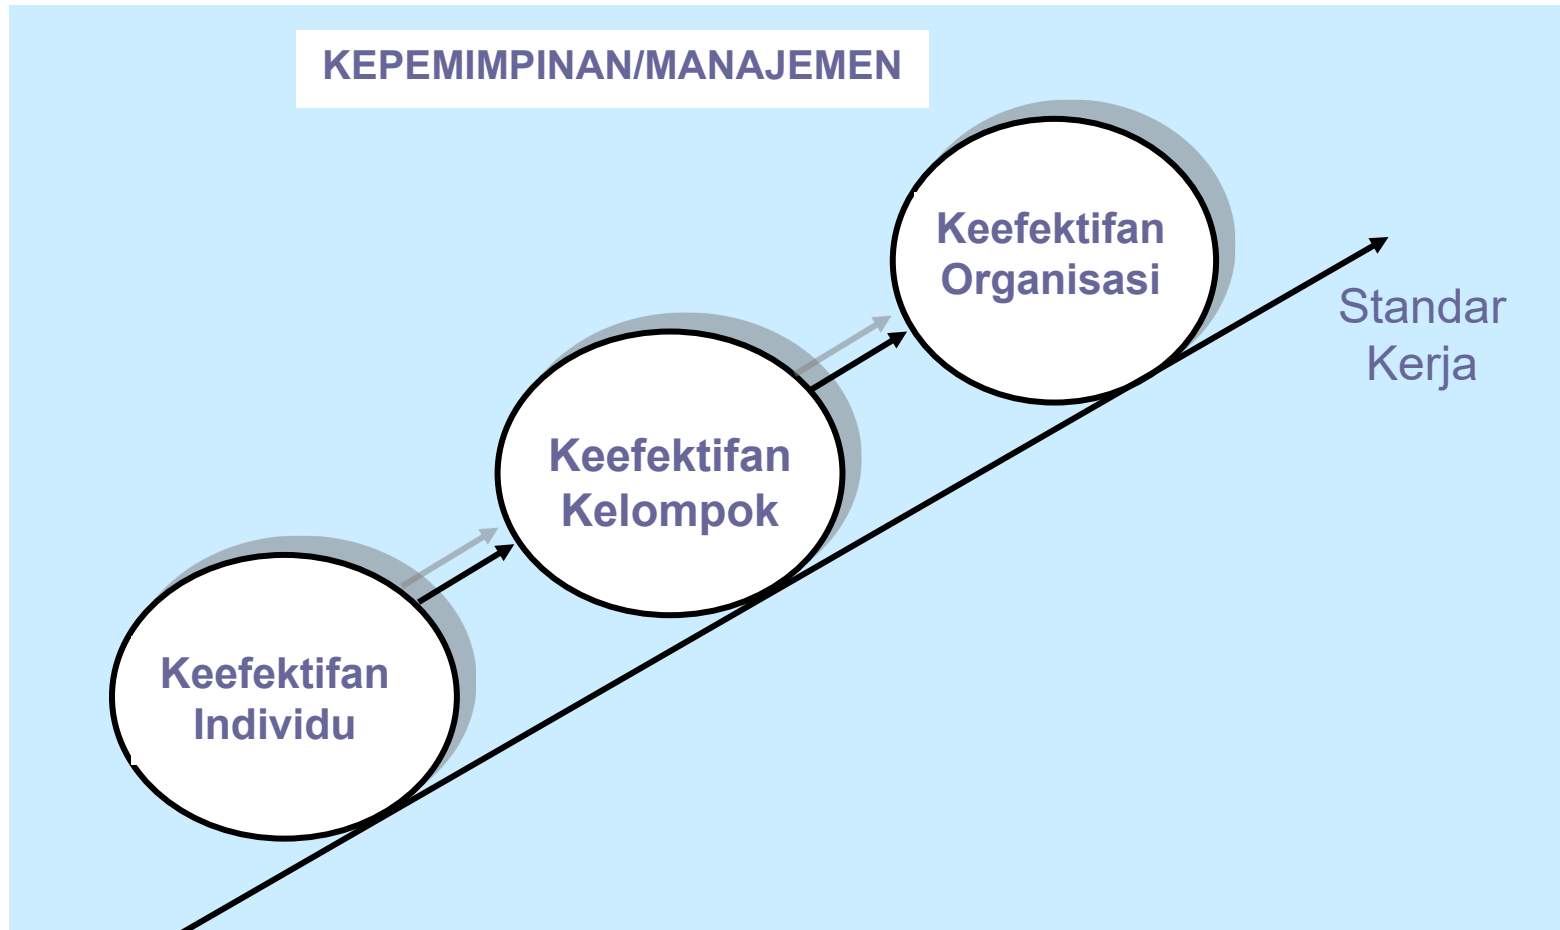 KEPEMIMPINAN/MANAJEMEN
Keefektifan
Organisasi
Standar
Kerja
Keefektifan
Kelompok
Keefektifan
Individu